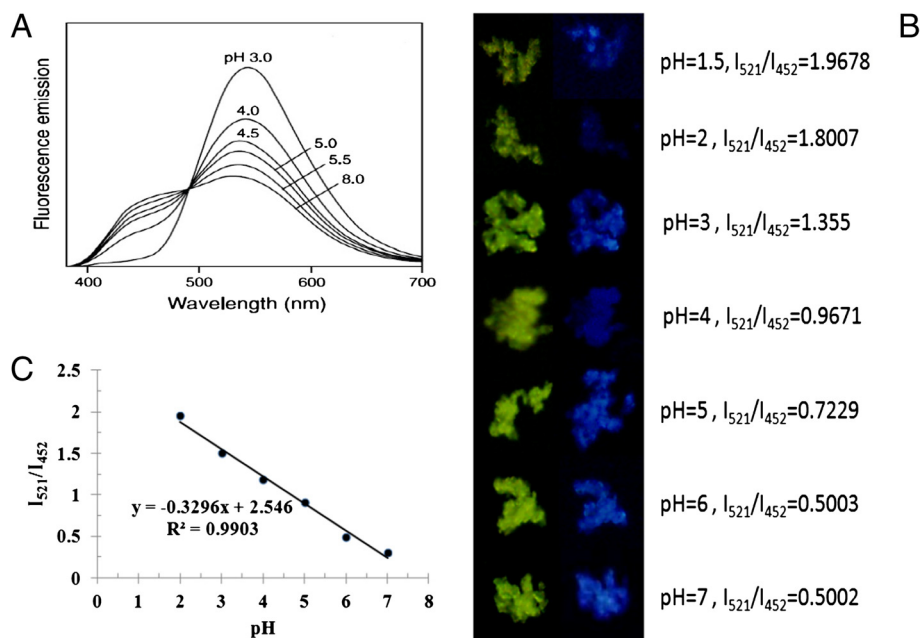 A
Fluorescence emission
pH 3.0
4.0
4.5
5.0
5.5
8.0
400 500 600 700
Wavelength (nm)
B
pH=1.5, I521/I452=1.9678
pH=2, I521/I452=1.8007
pH=3 , I521/I452=1.355
pH=4, I521/I452=0.9671
pH=5 , I521/I452=0.7229
pH=6 , I521/I452=0.5003
pH=7 , I521/I452=0.5002
C
I521/I452
2.5
2
1.5
1
0.5
0
y = -0.3296x + 2.546
R² = 0.9903
0 1 2 3 4 5 6 7 8
pH